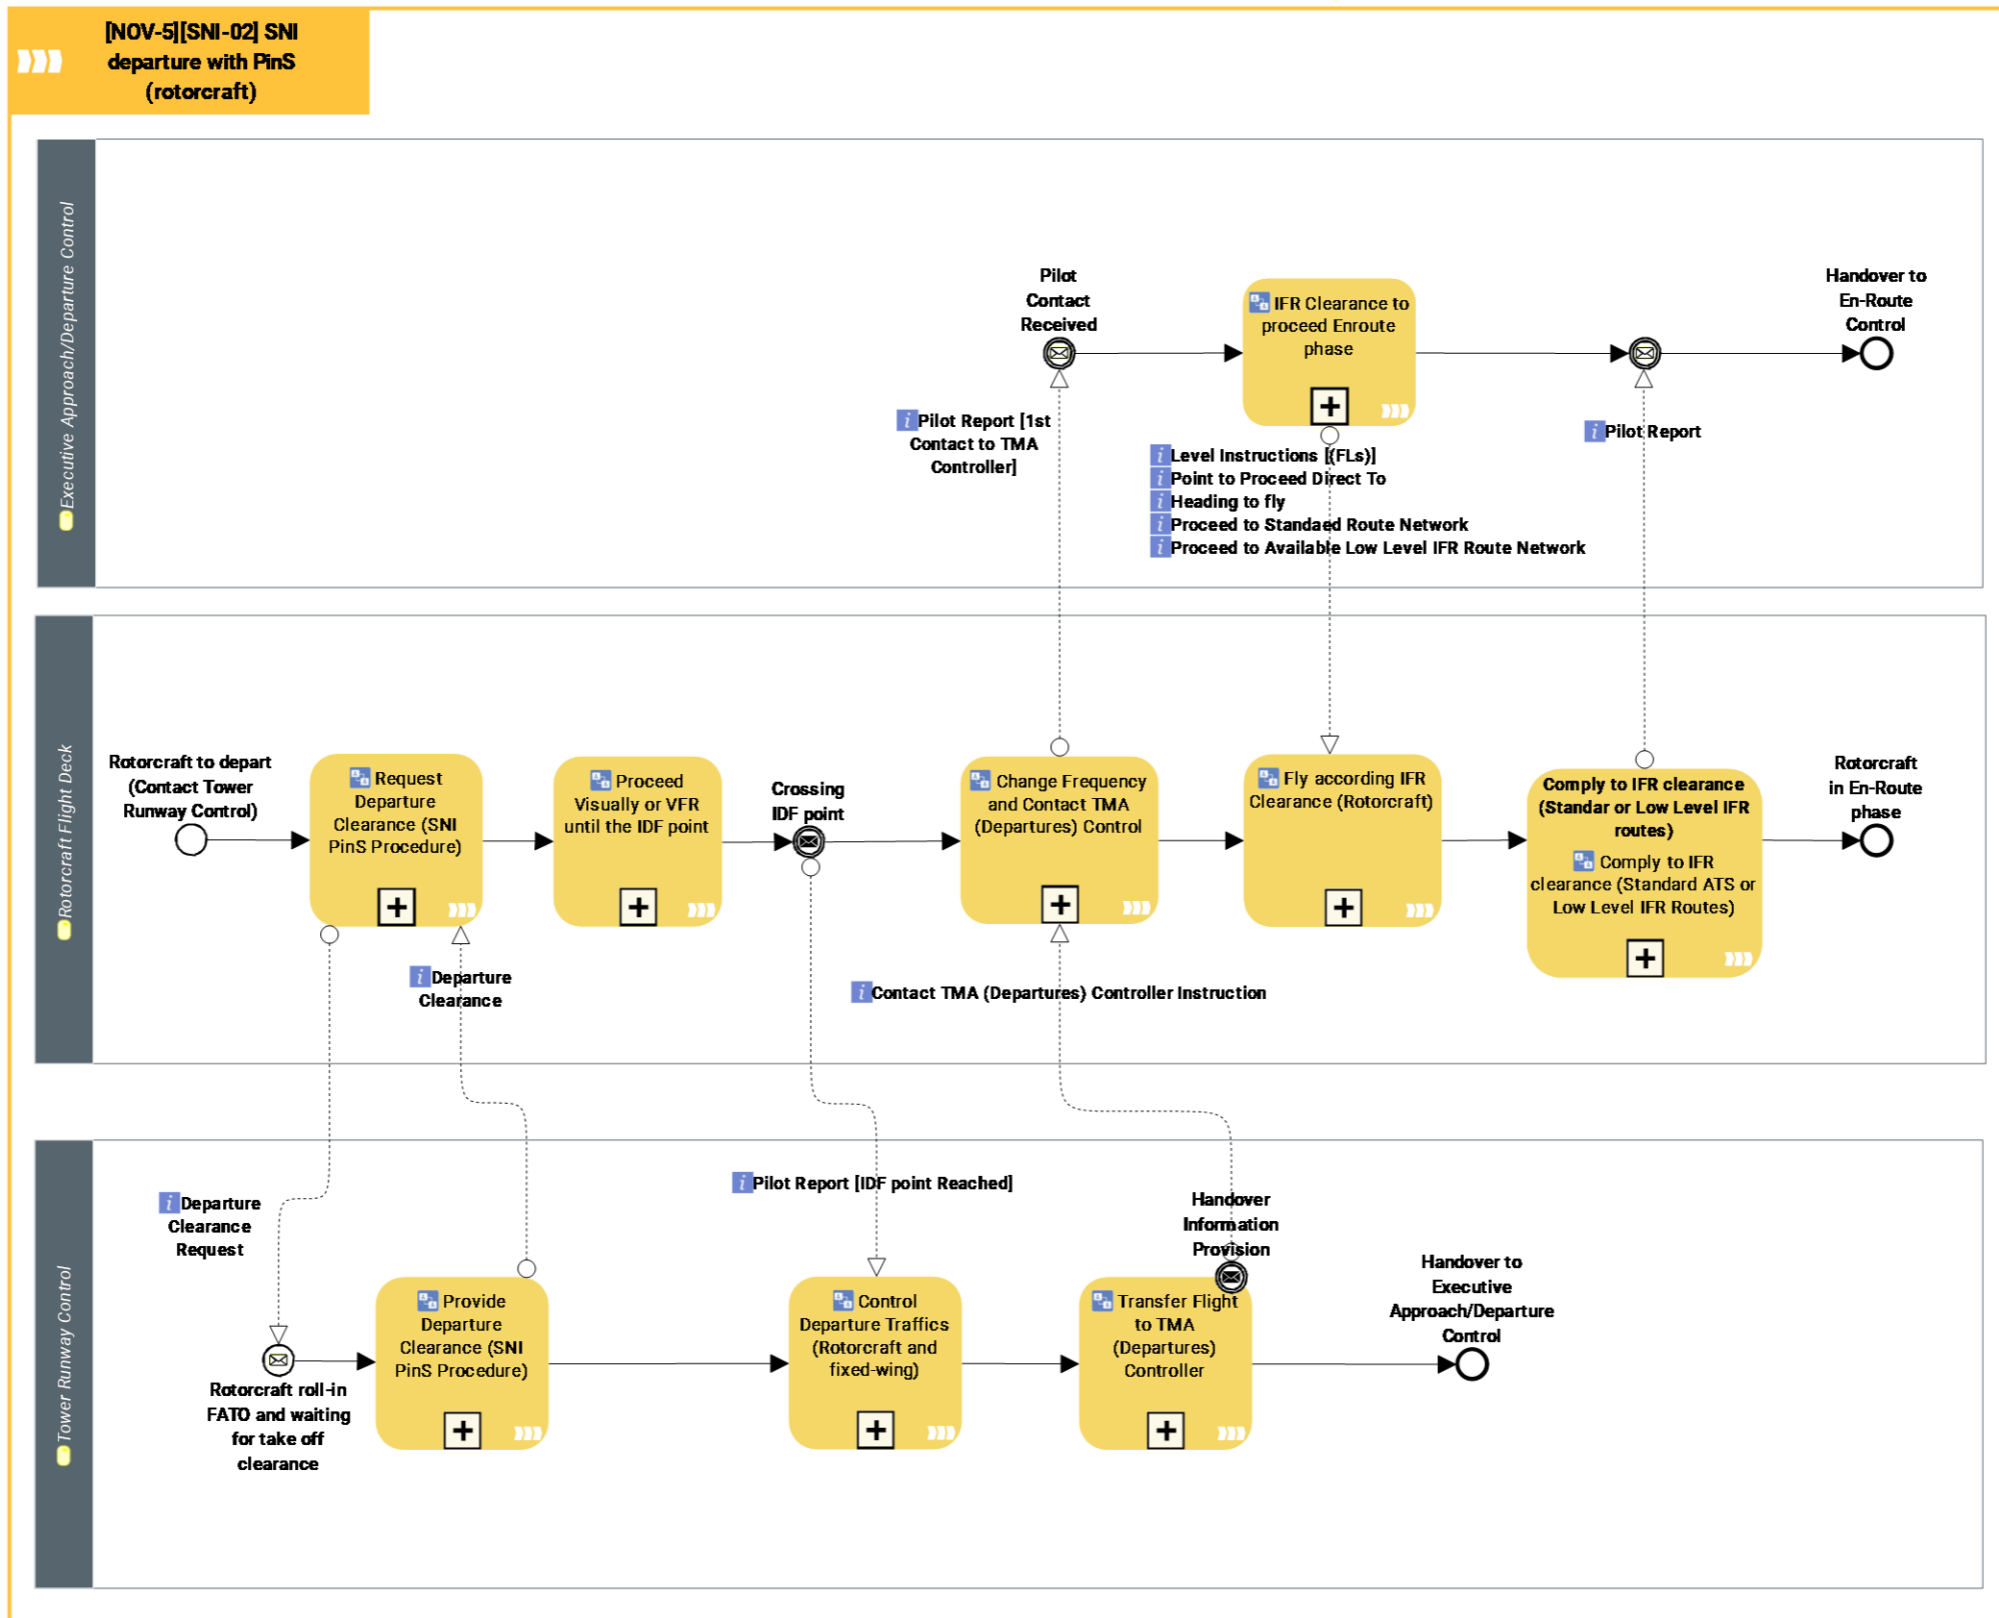 [NOV-5][SNI-02] SNI
departure with PinS
(rotorcraft)
Executive Approach/Departure Control
Pilot
Contact
Received
IFR Clearance to
proceed Enroute
phase
Handover to
En-Route
Control
Pilot Report [1st
Contact to TMA
Controller]
Level Instructions [(FLs)]
Point to Proceed Direct To
Heading to fly
Proceed to Standaed Route Network
Proceed to Available Low Level IFR Route Network
Pilot Report
Rotorcraft Flight Deck
Rotorcraft to depart
(Contact Tower
Runway Control)
Request
Departure
Clearance (SNI
PinS Procedure)
Proceed
Visually or VFR
until the IDF point
Crossing
IDF point
Change Frequency
and Contact TMA
(Departures) Control
Fly according IFR
Clearance (Rotorcraft)
Comply to IFR clearance
(Standar or Low Level IFR
routes)
Comply to IFR
clearance (Standard ATS or
Low Level IFR Routes)
Rotorcraft
in En-Route
phase
Departure
Clearance
Contact TMA (Departures) Controller Instruction
Tower Runway Control
Departure
Clearance
Request
Pilot Report [IDF point Reached]
Handover
Information
Provision
Rotorcraft roll-in
FATO and waiting
for take off
clearance
Provide
Departure
Clearance (SNI
PinS Procedure)
Control
Departure Traffics
(Rotorcraft and
fixed-wing)
Transfer Flight
to TMA
(Departures)
Controller
Handover to
Executive
Approach/Departure
Control